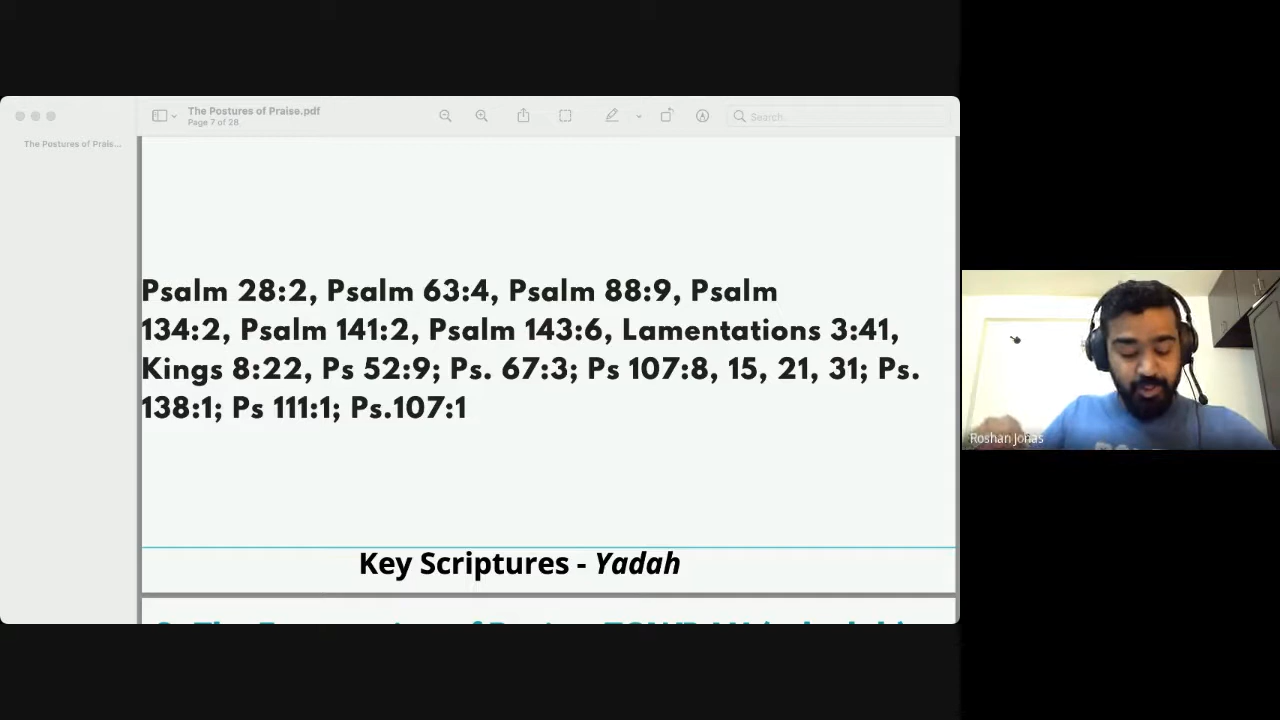 The Postures of Praise.pdf
Page 7 of 28
Search
The Postures of Prais...
Psalm 28:2, Psalm 63:4, Psalm 88:9, Psalm
134:2, Psalm 141:2, Psalm 143:6, Lamentations 3:41,
Kings 8:22, Ps 52:9; Ps. 67:3; Ps 107:8, 15, 21, 31; Ps.
138:1; Ps 111:1; Ps.107:1
Key Scriptures - Yadah
Roshan Jonas